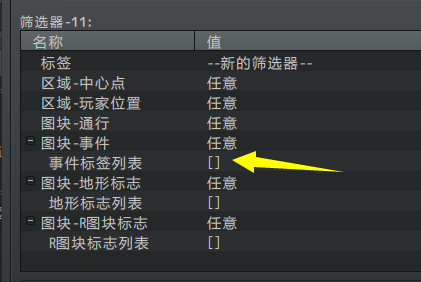 筛选器-11:
名称 值
标签 --新的筛选器--
区域-中心点 任意
区域-玩家位置 任意
图块-通行 任意
图块-事件 任意
事件标签列表 []
图块-地形标志 任意
地形标志列表 []
图块-R图块标志 任意
R图块标志列表 []